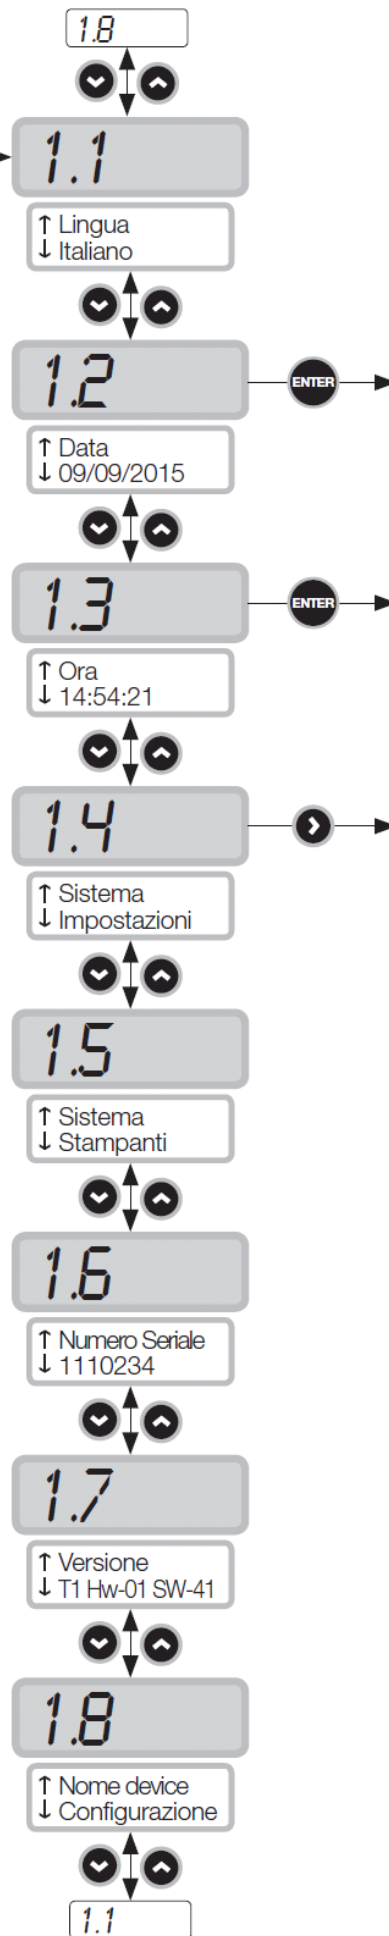 1.8
1.1
↑ Lingua
↓ Italiano
1.2
ENTER
↑ Data
↓ 09/09/2015
1.3
ENTER
↑ Ora
↓ 14:54:21
1.4
↑ Sistema
↓ Impostazioni
1.5
↑ Sistema
↓ Stampanti
1.6
↑ Numero Seriale
↓ 1110234
1.7
↑ Versione
↓ T1 Hw-01 SW-41
1.8
↑ Nome device
↓ Configurazione
1.1